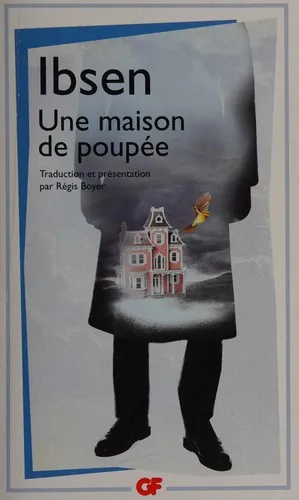 Ibsen
Une maison
de poupée
Traduction et présentation
par Régis Boyer
GF